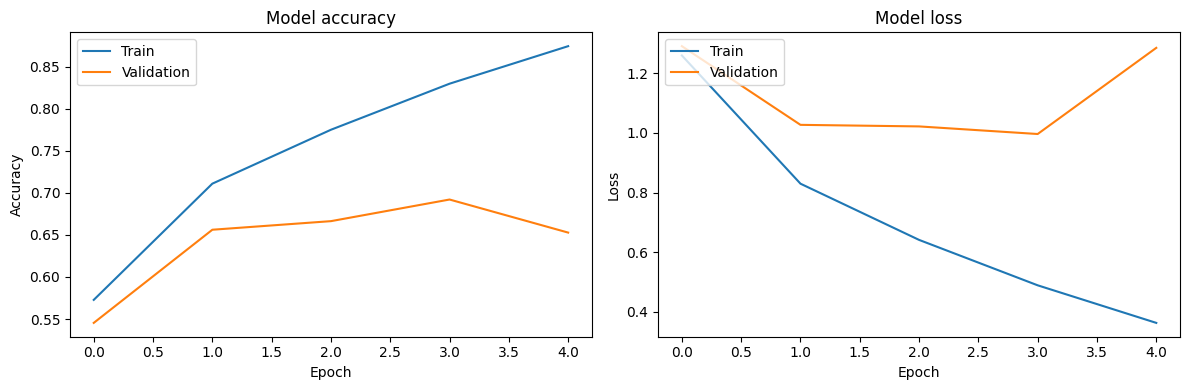 Model accuracy
Train
Validation
Accuracy
0.85
0.80
0.75
0.70
0.65
0.60
0.55
0.0 0.5 1.0 1.5 2.0 2.5 3.0 3.5 4.0
Epoch
Model loss
Train
Validation
Loss
1.2
1.0
0.8
0.6
0.4
0.0 0.5 1.0 1.5 2.0 2.5 3.0 3.5 4.0
Epoch